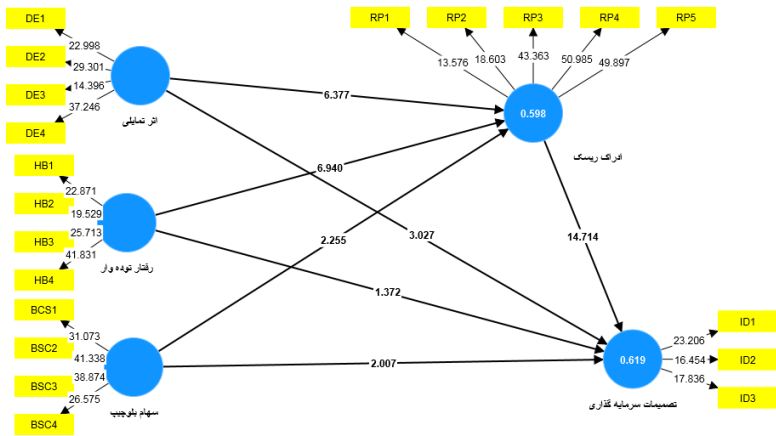 DE1
DE2
DE3
DE4
22.998
29.301
14.396
37.246
اثر تمایلی
RP1
RP2
RP3
RP4
RP5
13.576
18.603
43.363
50.985
49.897
0.598
ادراک ریسک
6.377
6.940
2.255
3.027
1.372
2.007
14.714
HB1
HB2
HB3
HB4
22.871
19.529
25.713
41.831
رفتار توده وار
BCS1
BSC2
BSC3
BSC4
31.073
41.338
38.874
26.575
سهام بلوچیپ
0.619
تصمیمات سرمایه گذاری
23.206
16.454
17.836
ID1
ID2
ID3